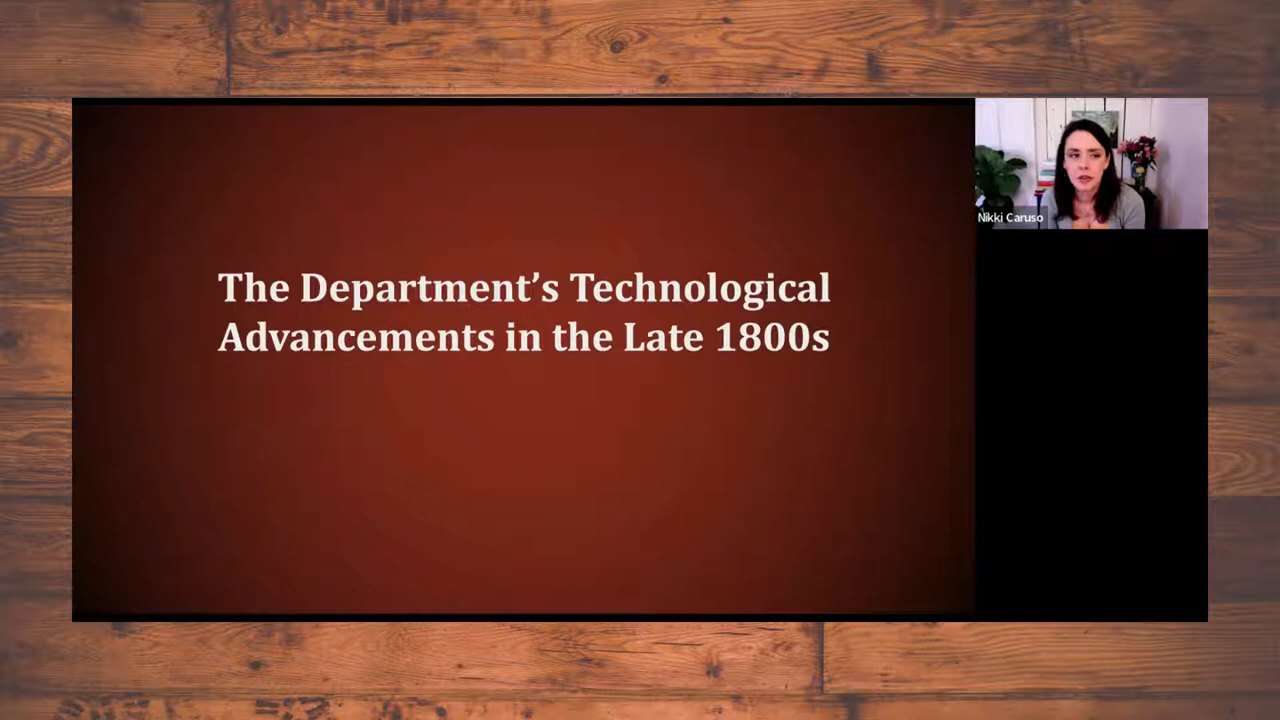 The Department’s Technological
Advancements in the Late 1800s
Nikki Caruso